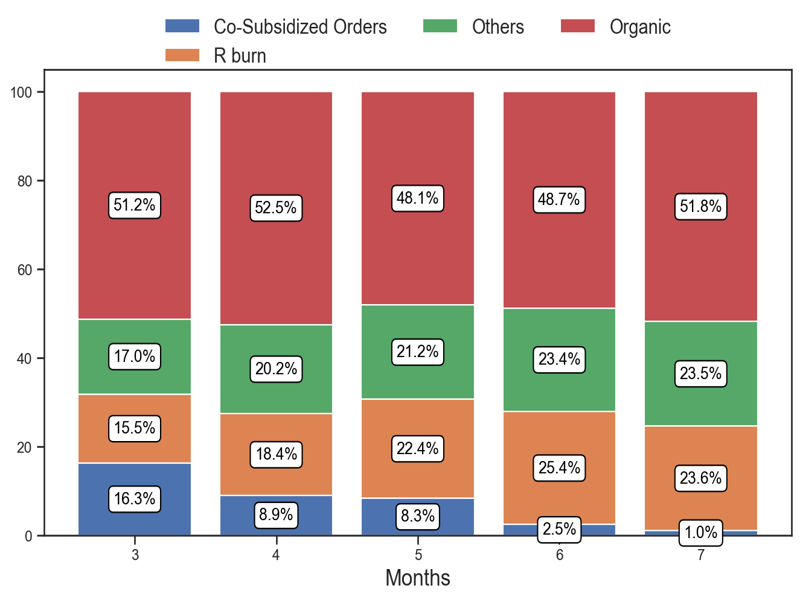 Co-Subsidized Orders Others Organic
R burn
100
80
60
40
20
0
51.2% 52.5% 48.1% 48.7% 51.8%
17.0% 20.2% 21.2% 23.4% 23.5%
15.5% 18.4% 22.4% 25.4% 23.6%
16.3% 8.9% 8.3% 2.5% 1.0%
3 4 5 6 7
Months